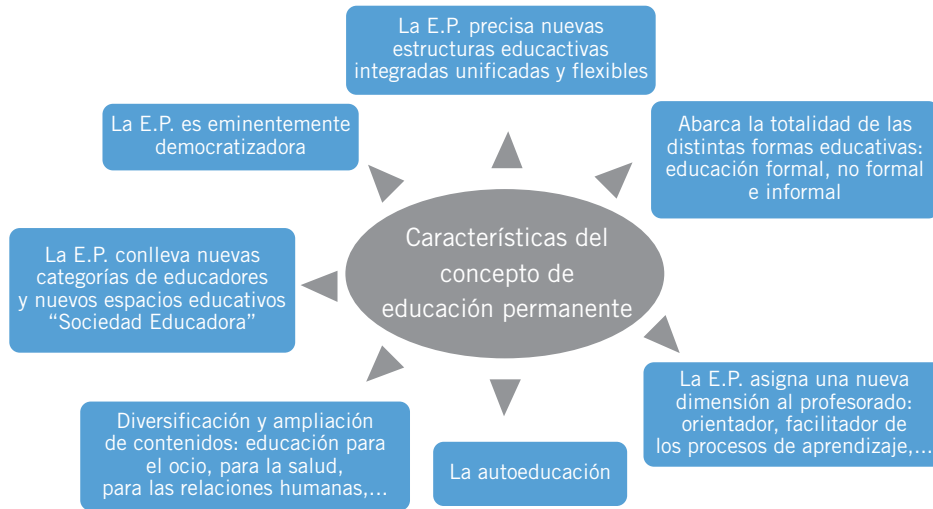 La E.P. precisa nuevas
estructuras educactivas
integradas unificadas y flexibles
La E.P. es eminentemente
democratizadora
Abarca la totalidad de las
distintas formas educativas:
educación formal, no formal
e informal
Características del
concepto de
educación permanente
La E.P. conlleva nuevas
categorías de educadores
y nuevos espacios educativos
“Sociedad Educadora”
La E.P. asigna una nueva
dimensión al profesorado:
orientador, facilitador de
los procesos de aprendizaje,...
Diversificación y ampliación
de contenidos: educación para
el ocio, para la salud,
para las relaciones humanas,...
La autoeducación